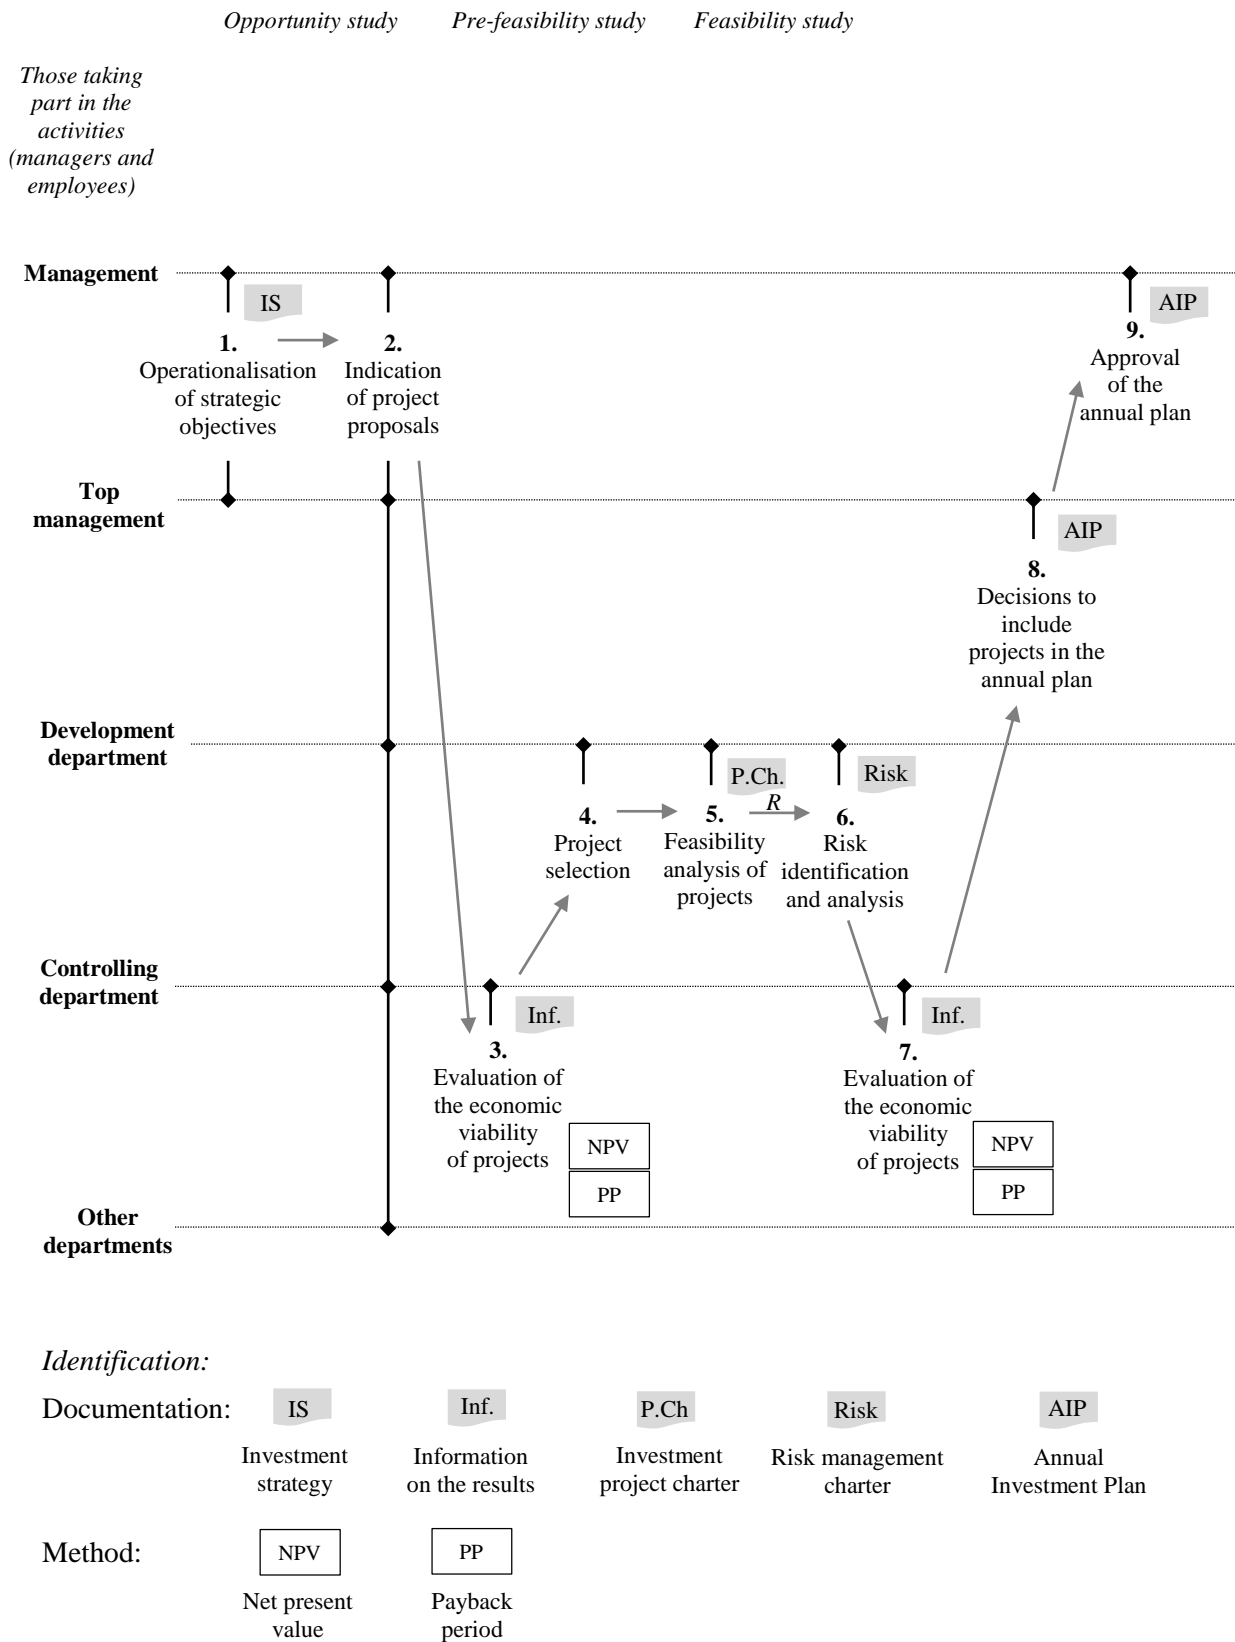 Opportunity study Pre-feasibility study Feasibility study
Those taking
part in the
activities
(managers and
employees)
Management
IS
1.
Operationalisation
of strategic
objectives
2.
Indication
of project
proposals
AIP
9.
Approval
of the
annual plan
Top
management
AIP
8.
Decisions to
include
projects in the
annual plan
Development
department
4.
Project
selection
P.Ch.
R
5.
Feasibility
analysis of
projects
Risk
6.
Risk
identification
and analysis
Controlling
department
Inf.
3.
Evaluation of
the economic
viability
of projects
NPV
PP
Inf.
7.
Evaluation of
the economic
viability
of projects
NPV
PP
Other
departments
Identification:
Documentation:
IS
Investment
strategy
Inf.
Information
on the results
P.Ch
Investment
project charter
Risk
Risk management
charter
AIP
Annual
Investment Plan
Method:
NPV
Net present
value
PP
Payback
period